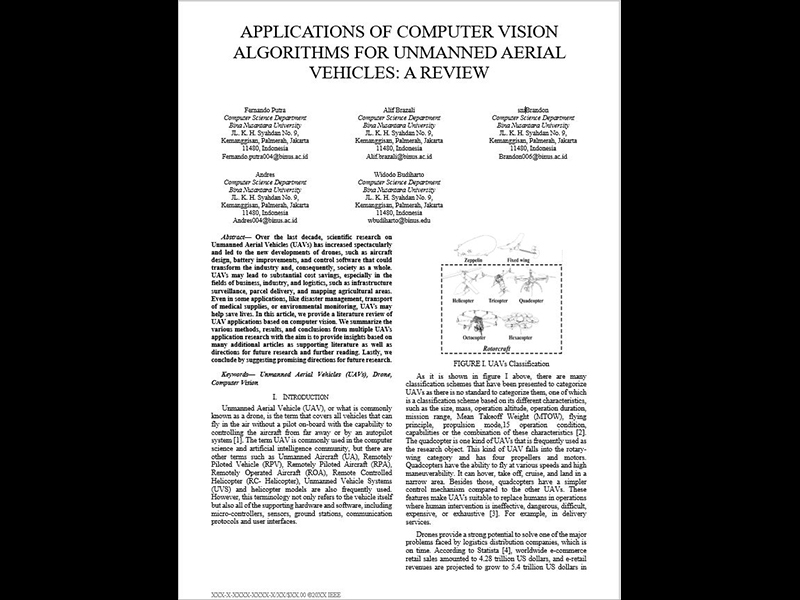 APPLICATIONS OF COMPUTER VISION
ALGORITHMS FOR UNMANNED AERIAL
VEHICLES: A REVIEW
Fernando Putra
Computer Science Department
Bina Nusantara University
JL. K. H. Syahdan No. 9,
Kemanggisan, Palmerah, Jakarta
11480, Indonesia
Fernando.putra004@binus.ac.id
Alif Brazali
Computer Science Department
Bina Nusantara University
JL. K. H. Syahdan No. 9,
Kemanggisan, Palmerah, Jakarta
11480, Indonesia
Alif.brazali@binus.ac.id
Brandon
Computer Science Department
Bina Nusantara University
JL. K. H. Syahdan No. 9,
Kemanggisan, Palmerah, Jakarta
11480, Indonesia
Brandon006@binus.ac.id
Andres
Computer Science Department
Bina Nusantara University
JL. K. H. Syahdan No. 9,
Kemanggisan, Palmerah, Jakarta
11480, Indonesia
Andres004@binus.ac.id
Widodo Budiharto
Computer Science Department
Bina Nusantara University
JL. K. H. Syahdan No. 9,
Kemanggisan, Palmerah, Jakarta
11480, Indonesia
wbudiharto@binus.edu
Abstract— Over the last decade, scientific research on
Unmanned Aerial Vehicles (UAVs) has increased spectacularly
and led to the new developments of drones, such as aircraft
design, battery improvements, and control software that could
transform the industry and, consequently, society as a whole.
UAVs may lead to substantial cost savings, especially in the
fields of business, industry, and logistics, such as infrastructure
surveillance, parcel delivery, and mapping agricultural areas.
Even in some applications, like disaster management, transport
of medical supplies, or environmental monitoring, UAVs may
help save lives. In this article, we provide a literature review of
UAV applications based on computer vision. We summarize the
various methods, results, and conclusions from multiple UAVs
application research with the aim is to provide insights based on
many additional articles as supporting literature as well as
directions for future research and further reading. Lastly, we
conclude by suggesting promising directions for future research.
Keywords— Unmanned Aerial Vehicles (UAVs), Drone,
Computer Vision
I. INTRODUCTION
Unmanned Aerial Vehicle (UAV), or what is commonly
known as a drone, is the term that covers all vehicles that can
fly in the air without a pilot on-board with the capability to
controlling the aircraft from far away or by an autopilot
system [1]. The term UAV is commonly used in the computer
science and artificial intelligence community, but there are
other terms such as Unmanned Aircraft (UA), Remotely
Piloted Vehicle (RPV), Remotely Piloted Aircraft (RPA),
Remotely Operated Aircraft (ROA), Remote Controlled
Helicopter (RC- Helicopter), Unmanned Vehicle Systems
(UVS) and helicopter models are also frequently used.
However, this terminology not only refers to the vehicle itself
but also all of the supporting hardware and software, including
micro-controllers, sensors, ground stations, communication
protocols and user interfaces.
Zeppelin Fixed wing
Helicopter Tricopter Quadcopter
Octacopter Hexacopter
Rotorcraft
FIGURE I. UAVs Classification
As it is shown in figure I above, there are many
classification schemes that have been presented to categorize
UAVs as there is no standard to categorize them, one of which
is a classification scheme based on its different characteristics,
such as the size, mass, operation altitude, operation duration,
mission range, Mean Takeoff Weight (MTOW), flying
principle, propulsion mode,15 operation condition,
capabilities or the combination of these characteristics [2].
The quadcopter is one kind of UAVs that is frequently used as
the research object. This kind of UAV falls into the rotary-
wing category and has four propellers and motors.
Quadcopters have the ability to fly at various speeds and high
maneuverability. It can hover, take off, cruise, and land in a
narrow area. Besides those, quadcopters have a simpler
control mechanism compared to the other UAVs. These
features make UAVs suitable to replace humans in operations
where human intervention is ineffective, dangerous, difficult,
expensive, or exhaustive [3]. For example, in delivery
services.
Drones provide a strong potential to solve one of the major
problems faced by logistics distribution companies, which is
on time. According to Statista [4], worldwide e-commerce
retail sales amounted to 4.28 trillion US dollars, and e-retail
revenues are projected to grow to 5.4 trillion US dollars in
XXX-X-XXXX-XXXX-X/XX/$XX.00 ©20XX IEEE